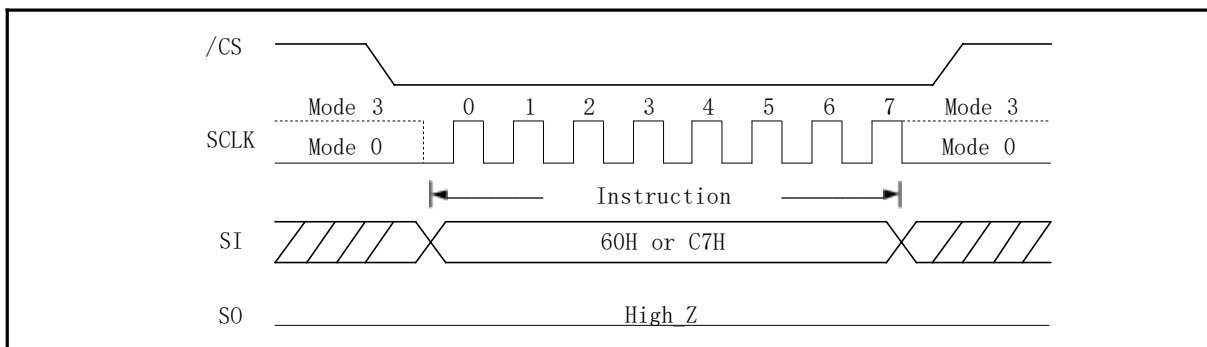 /CS
Mode 3 0 1 2 3 4 5 6 7 Mode 3
SCLK
Mode 0 Mode 0
Instruction
SI 60H or C7H
SO High_Z